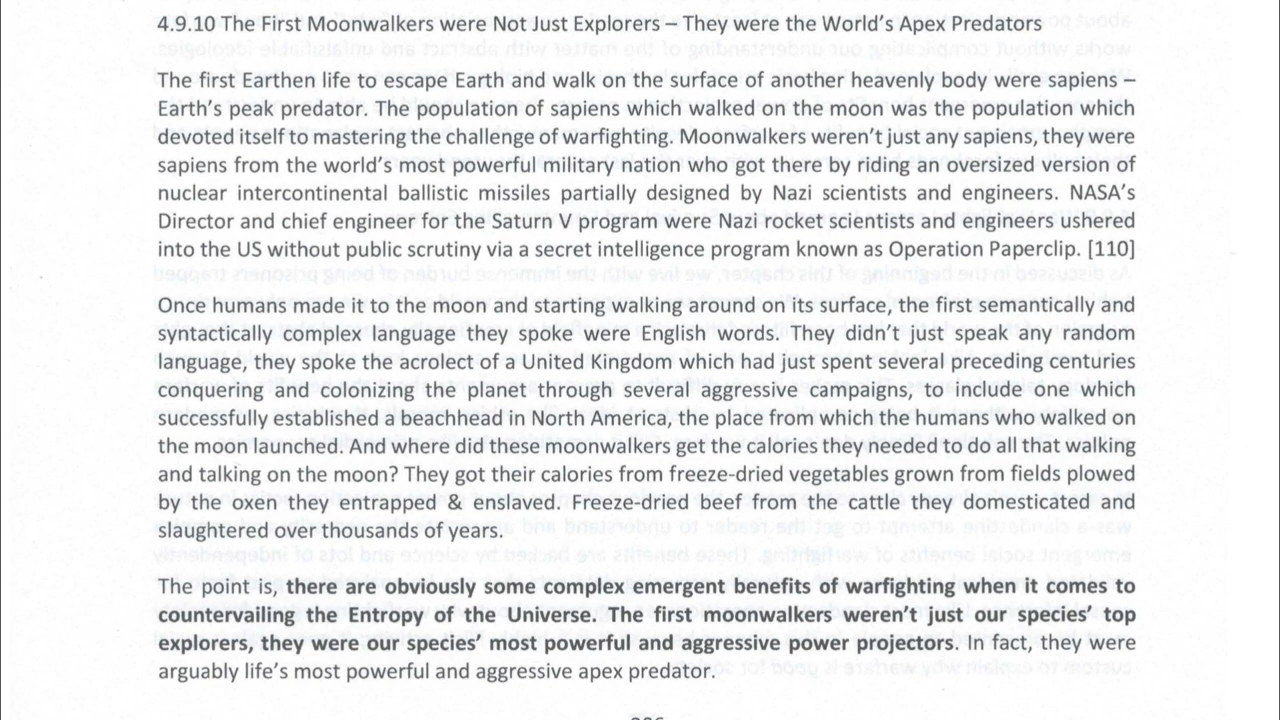 4.9.10 The First Moonwalkers were Not Just Explorers – They were the World's Apex Predators
The first Earthen life to escape Earth and walk on the surface of another heavenly body were sapiens –
Earth's peak predator. The population of sapiens which walked on the moon was the population which
devoted itself to mastering the challenge of warfighting. Moonwalkers weren't just any sapiens, they were
sapiens from the world's most powerful military nation who got there by riding an oversized version of
nuclear intercontinental ballistic missiles partially designed by Nazi scientists and engineers. NASA's
Director and chief engineer for the Saturn V program were Nazi rocket scientists and engineers ushered
into the US without public scrutiny via a secret intelligence program known as Operation Paperclip. [110]
Once humans made it to the moon and starting walking around on its surface, the first semantically and
syntactically complex language they spoke were English words. They didn't just speak any random
language, they spoke the acrolect of a United Kingdom which had just spent several preceding centuries
conquering and colonizing the planet through several aggressive campaigns, to include one which
successfully established a beachhead in North America, the place from which the humans who walked on
the moon launched. And where did these moonwalkers get the calories they needed to do all that walking
and talking on the moon? They got their calories from freeze-dried vegetables grown from fields plowed
by the oxen they entrapped & enslaved. Freeze-dried beef from the cattle they domesticated and
slaughtered over thousands of years.
The point is, there are obviously some complex emergent benefits of warfighting when it comes to
countervailing the Entropy of the Universe. The first moonwalkers weren't just our species' top
explorers, they were our species' most powerful and aggressive power projectors. In fact, they were
arguably life's most powerful and aggressive apex predator.